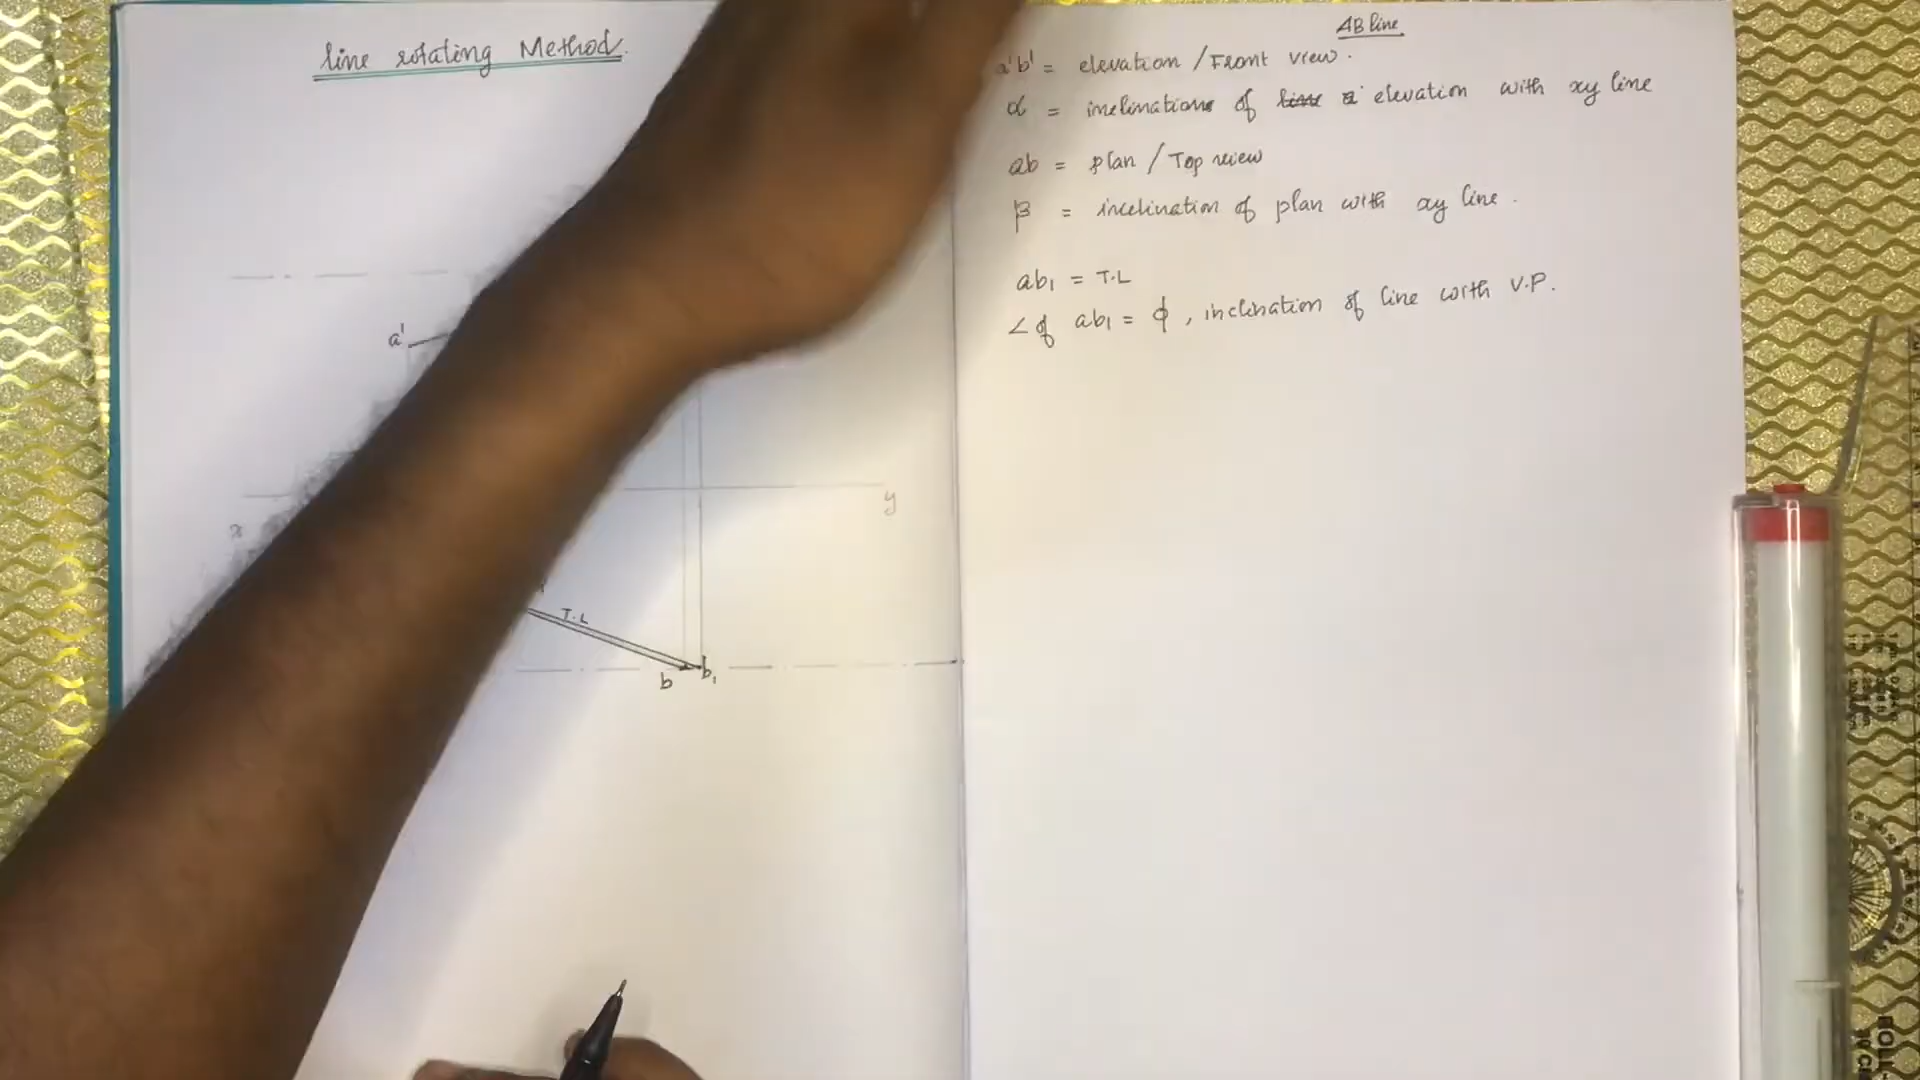 line rotating Method.
a'
x
y
T.L
b
b₁
AB line
a'b' = elevation / Front view.
α = inclinations of elevation with xy line
ab = plan / Top view
β = inclination of plan with xy line.
ab₁ = T.L
∠ of ab₁ = ϕ, inclination of line with V.P.